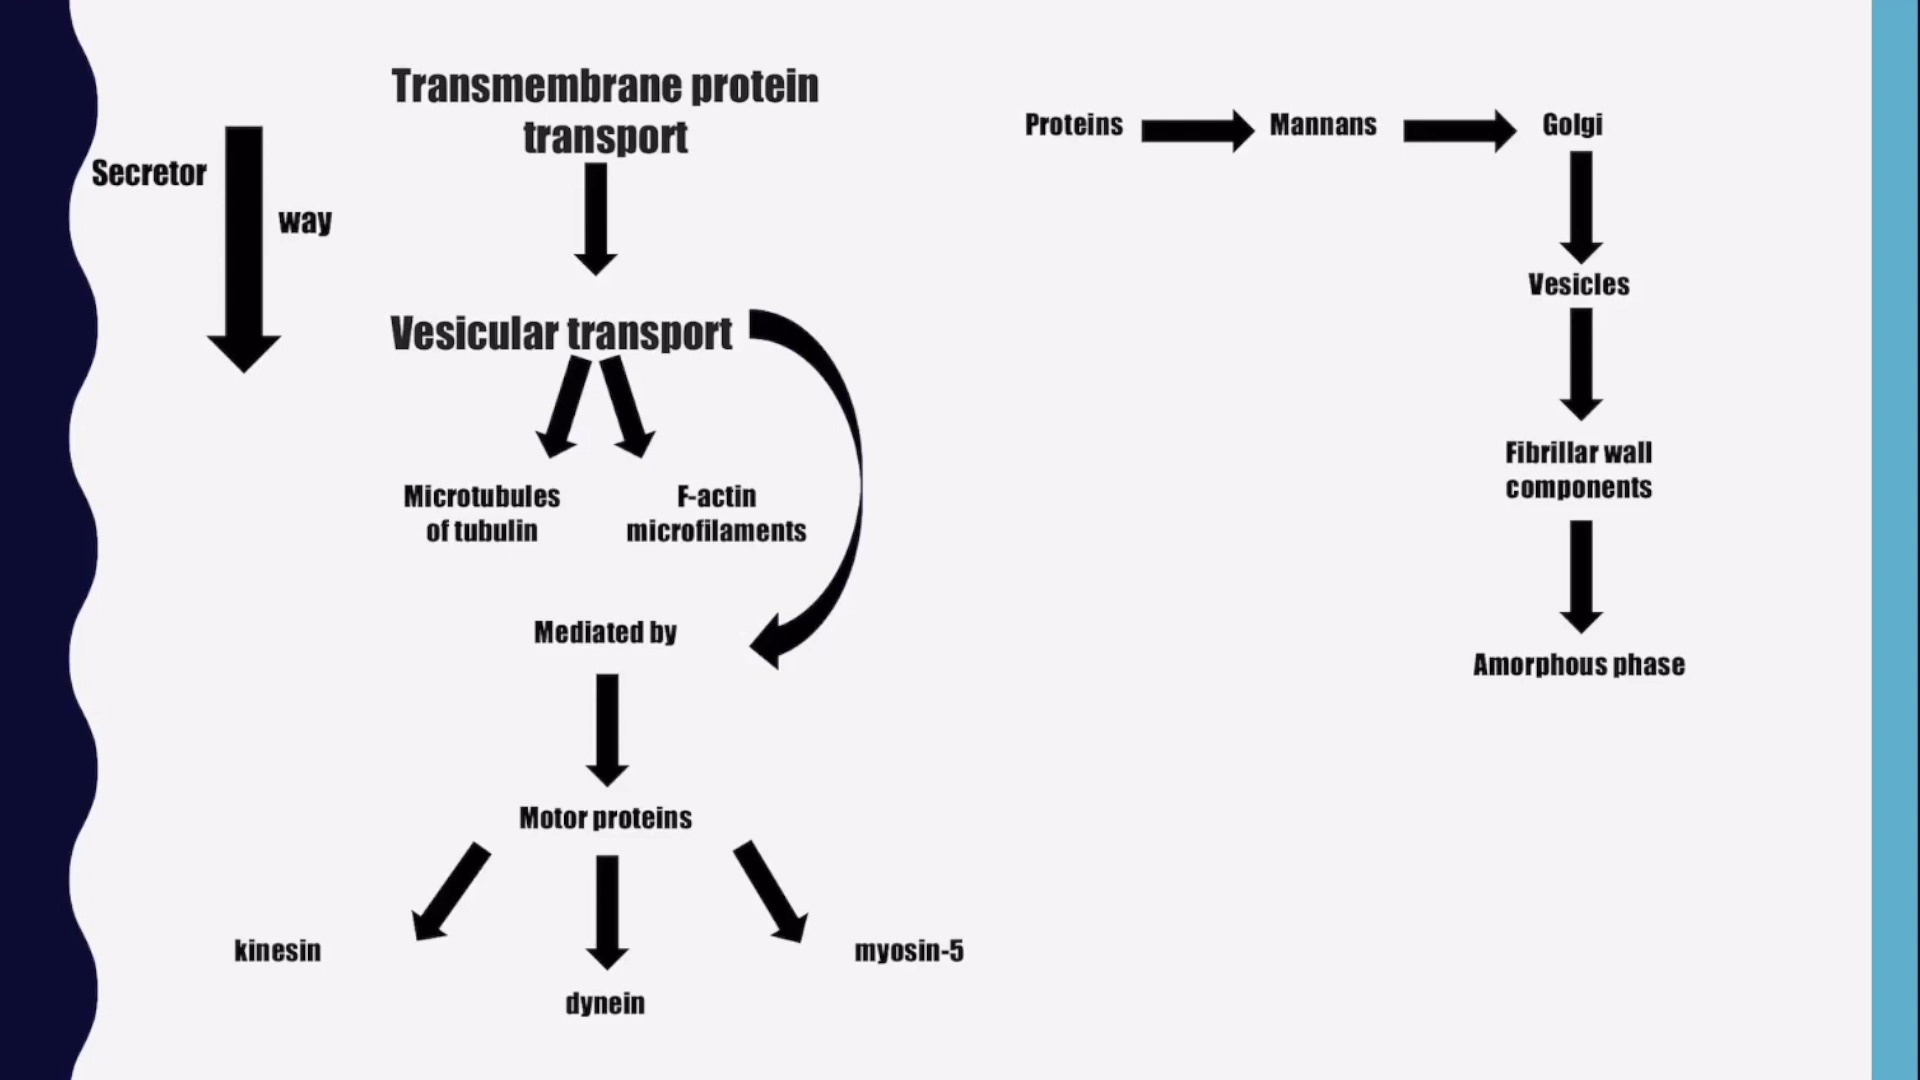 Secretor
way
Transmembrane protein
transport
Vesicular transport
Microtubules
of tubulin
F-actin
microfilaments
Mediated by
Motor proteins
kinesin
dynein
myosin-5
Proteins
Mannans
Golgi
Vesicles
Fibrillar wall
components
Amorphous phase